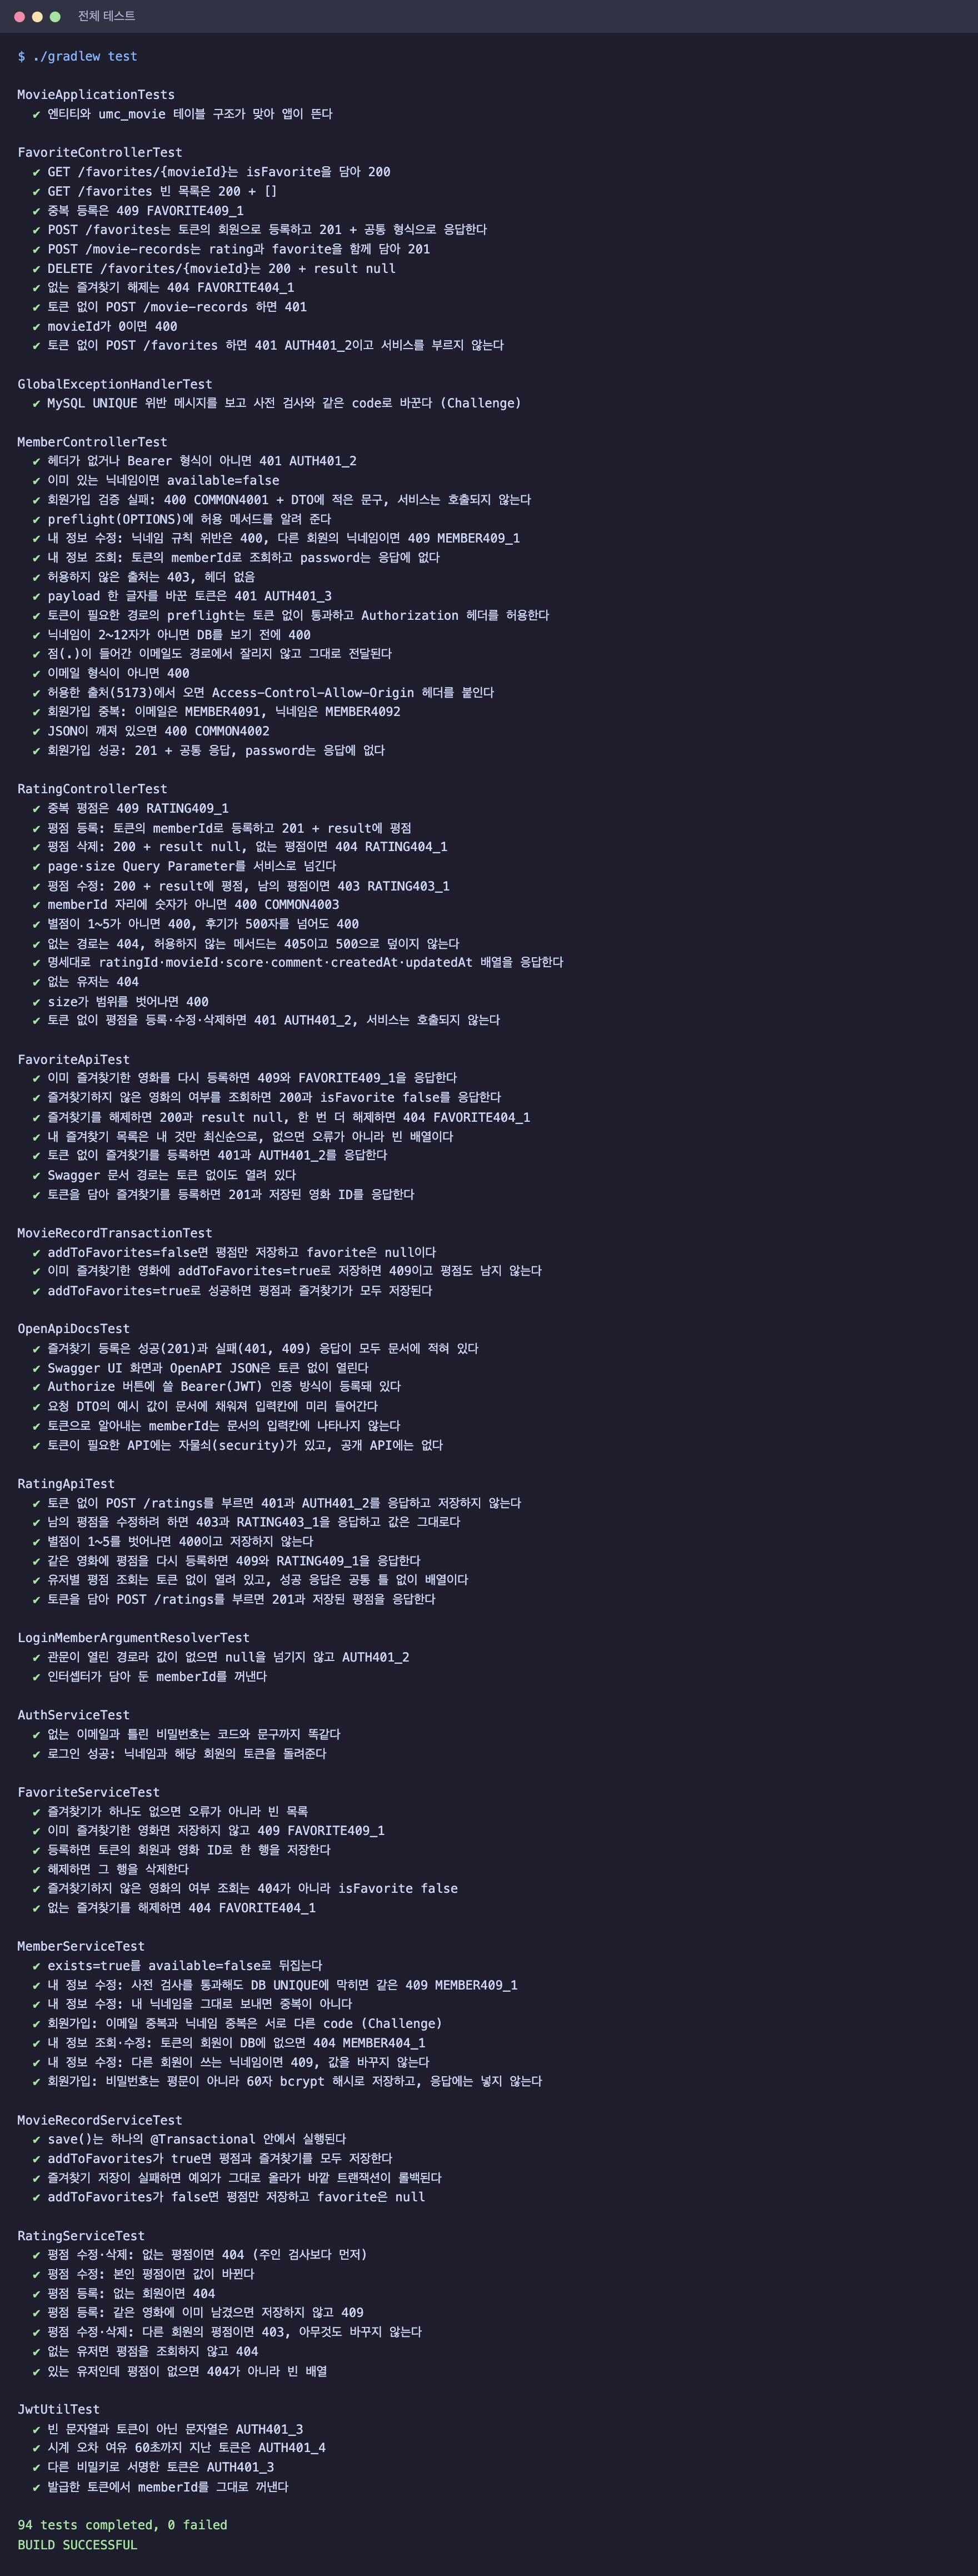 전체 테스트
$ ./gradlew test
MovieApplicationTests
✔ 엔티티와 umc_movie 테이블 구조가 맞아 앱이 뜬다
FavoriteControllerTest
✔ GET /favorites/{movieId}는 isFavorite을 담아 200
✔ GET /favorites 빈 목록은 200 + []
✔ 중복 등록은 409 FAVORITE409_1
✔ POST /favorites는 토큰의 회원으로 등록하고 201 + 공통 형식으로 응답한다
✔ POST /movie-records는 rating과 favorite을 함께 담아 201
✔ DELETE /favorites/{movieId}는 200 + result null
✔ 없는 즐겨찾기 해제는 404 FAVORITE404_1
✔ 토큰 없이 POST /movie-records 하면 401
✔ movieId가 0이면 400
✔ 토큰 없이 POST /favorites 하면 401 AUTH401_2이고 서비스를 부르지 않는다
GlobalExceptionHandlerTest
✔ MySQL UNIQUE 위반 메시지를 보고 사전 검사와 같은 code로 바꾼다 (Challenge)
MemberControllerTest
✔ 헤더가 없거나 Bearer 형식이 아니면 401 AUTH401_2
✔ 이미 있는 닉네임이면 available=false
✔ 회원가입 검증 실패: 400 COMMON4001 + DTO에 적은 문구, 서비스는 호출되지 않는다
✔ preflight(OPTIONS)에 허용 메서드를 알려 준다
✔ 내 정보 수정: 닉네임 규칙 위반은 400, 다른 회원의 닉네임이면 409 MEMBER409_1
✔ 내 정보 조회: 토큰의 memberId로 조회하고 password는 응답에 없다
✔ 허용하지 않은 출처는 403, 헤더 없음
✔ payload 한 글자를 바꾼 토큰은 401 AUTH401_3
✔ 토큰이 필요한 경로의 preflight는 토큰 없이 통과하고 Authorization 헤더를 허용한다
✔ 닉네임이 2~12자가 아니면 DB를 보기 전에 400
✔ 점(.)이 들어간 이메일도 경로에서 잘리지 않고 그대로 전달된다
✔ 이메일 형식이 아니면 400
✔ 허용한 출처(5173)에서 오면 Access-Control-Allow-Origin 헤더를 붙인다
✔ 회원가입 중복: 이메일은 MEMBER4091, 닉네임은 MEMBER4092
✔ JSON이 깨져 있으면 400 COMMON4002
✔ 회원가입 성공: 201 + 공통 응답, password는 응답에 없다
RatingControllerTest
✔ 중복 평점은 409 RATING409_1
✔ 평점 등록: 토큰의 memberId로 등록하고 201 + result에 평점
✔ 평점 삭제: 200 + result null, 없는 평점이면 404 RATING404_1
✔ page·size Query Parameter를 서비스로 넘긴다
✔ 평점 수정: 200 + result에 평점, 남의 평점이면 403 RATING403_1
✔ memberId 자리에 숫자가 아니면 400 COMMON4003
✔ 별점이 1~5가 아니면 400, 후기가 500자를 넘어도 400
✔ 없는 경로는 404, 허용하지 않는 메서드는 405이고 500으로 덮이지 않는다
✔ 명세대로 ratingId·movieId·score·comment·createdAt·updatedAt 배열을 응답한다
✔ 없는 유저는 404
✔ size가 범위를 벗어나면 400
✔ 토큰 없이 평점을 등록·수정·삭제하면 401 AUTH401_2, 서비스는 호출되지 않는다
FavoriteApiTest
✔ 이미 즐겨찾기한 영화를 다시 등록하면 409와 FAVORITE409_1을 응답한다
✔ 즐겨찾기하지 않은 영화의 여부를 조회하면 200과 isFavorite false를 응답한다
✔ 즐겨찾기를 해제하면 200과 result null, 한 번 더 해제하면 404 FAVORITE404_1
✔ 내 즐겨찾기 목록은 내 것만 최신순으로, 없으면 오류가 아니라 빈 배열이다
✔ 토큰 없이 즐겨찾기를 등록하면 401과 AUTH401_2를 응답한다
✔ Swagger 문서 경로는 토큰 없이도 열려 있다
✔ 토큰을 담아 즐겨찾기를 등록하면 201과 저장된 영화 ID를 응답한다
MovieRecordTransactionTest
✔ addToFavorites=false면 평점만 저장하고 favorite은 null이다
✔ 이미 즐겨찾기한 영화에 addToFavorites=true로 저장하면 409이고 평점도 남지 않는다
✔ addToFavorites=true로 성공하면 평점과 즐겨찾기가 모두 저장된다
OpenApiDocsTest
✔ 즐겨찾기 등록은 성공(201)과 실패(401, 409) 응답이 모두 문서에 적혀 있다
✔ Swagger UI 화면과 OpenAPI JSON은 토큰 없이 열린다
✔ Authorize 버튼에 쓸 Bearer(JWT) 인증 방식이 등록돼 있다
✔ 요청 DTO의 예시 값이 문서에 채워져 입력칸에 미리 들어간다
✔ 토큰으로 알아내는 memberId는 문서의 입력칸에 나타나지 않는다
✔ 토큰이 필요한 API에는 자물쇠(security)가 있고, 공개 API에는 없다
RatingApiTest
✔ 토큰 없이 POST /ratings를 부르면 401과 AUTH401_2를 응답하고 저장하지 않는다
✔ 남의 평점을 수정하려 하면 403과 RATING403_1을 응답하고 값은 그대로다
✔ 별점이 1~5를 벗어나면 400이고 저장하지 않는다
✔ 같은 영화에 평점을 다시 등록하면 409와 RATING409_1을 응답한다
✔ 유저별 평점 조회는 토큰 없이 열려 있고, 성공 응답은 공통 틀 없이 배열이다
✔ 토큰을 담아 POST /ratings를 부르면 201과 저장된 평점을 응답한다
LoginMemberArgumentResolverTest
✔ 관문이 열린 경로라 값이 없으면 null을 넘기지 않고 AUTH401_2
✔ 인터셉터가 담아 둔 memberId를 꺼낸다
AuthServiceTest
✔ 없는 이메일과 틀린 비밀번호는 코드와 문구까지 똑같다
✔ 로그인 성공: 닉네임과 해당 회원의 토큰을 돌려준다
FavoriteServiceTest
✔ 즐겨찾기가 하나도 없으면 오류가 아니라 빈 목록
✔ 이미 즐겨찾기한 영화면 저장하지 않고 409 FAVORITE409_1
✔ 등록하면 토큰의 회원과 영화 ID로 한 행을 저장한다
✔ 해제하면 그 행을 삭제한다
✔ 즐겨찾기하지 않은 영화의 여부 조회는 404가 아니라 isFavorite false
✔ 없는 즐겨찾기를 해제하면 404 FAVORITE404_1
MemberServiceTest
✔ exists=true를 available=false로 뒤집는다
✔ 내 정보 수정: 사전 검사를 통과해도 DB UNIQUE에 막히면 같은 409 MEMBER409_1
✔ 내 정보 수정: 내 닉네임을 그대로 보내면 중복이 아니다
✔ 회원가입: 이메일 중복과 닉네임 중복은 서로 다른 code (Challenge)
✔ 내 정보 조회·수정: 토큰의 회원이 DB에 없으면 404 MEMBER404_1
✔ 내 정보 수정: 다른 회원이 쓰는 닉네임이면 409, 값을 바꾸지 않는다
✔ 회원가입: 비밀번호는 평문이 아니라 60자 bcrypt 해시로 저장하고, 응답에는 넣지 않는다
MovieRecordServiceTest
✔ save()는 하나의 @Transactional 안에서 실행된다
✔ addToFavorites가 true면 평점과 즐겨찾기를 모두 저장한다
✔ 즐겨찾기 저장이 실패하면 예외가 그대로 올라가 바깥 트랜잭션이 롤백된다
✔ addToFavorites가 false면 평점만 저장하고 favorite은 null
RatingServiceTest
✔ 평점 수정·삭제: 없는 평점이면 404 (주인 검사보다 먼저)
✔ 평점 수정: 본인 평점이면 값이 바뀐다
✔ 평점 등록: 없는 회원이면 404
✔ 평점 등록: 같은 영화에 이미 남겼으면 저장하지 않고 409
✔ 평점 수정·삭제: 다른 회원의 평점이면 403, 아무것도 바꾸지 않는다
✔ 없는 유저면 평점을 조회하지 않고 404
✔ 있는 유저인데 평점이 없으면 404가 아니라 빈 배열
JwtUtilTest
✔ 빈 문자열과 토큰이 아닌 문자열은 AUTH401_3
✔ 시계 오차 여유 60초까지 지난 토큰은 AUTH401_4
✔ 다른 비밀키로 서명한 토큰은 AUTH401_3
✔ 발급한 토큰에서 memberId를 그대로 꺼낸다
94 tests completed, 0 failed
BUILD SUCCESSFUL